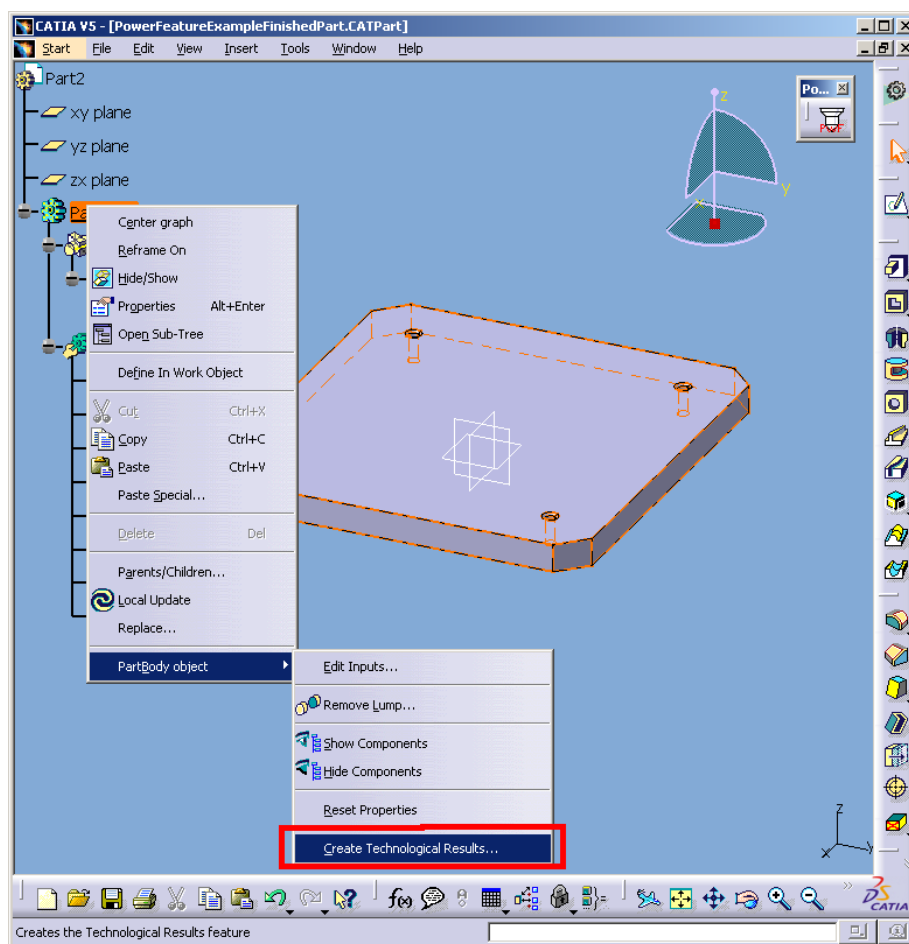 CATIA V5 - [PowerFeatureExampleFinishedPart.CATPart]
Start File Edit View Insert Tools Window Help
Part2
xy plane
yz plane
zx plane
Pa
Po...
PCF
z
y
x
Center graph
Reframe On
Hide/Show
Properties Alt+Enter
Open Sub-Tree
Define In Work Object
Cut Ctrl+X
Copy Ctrl+C
Paste Ctrl+V
Paste Special...
Delete Del
Parents/Children...
Local Update
Replace...
PartBody object
Edit Inputs...
Remove Lump...
Show Components
Hide Components
Reset Properties
Create Technological Results...
z
x
y
f(x)
CATIA
Creates the Technological Results feature